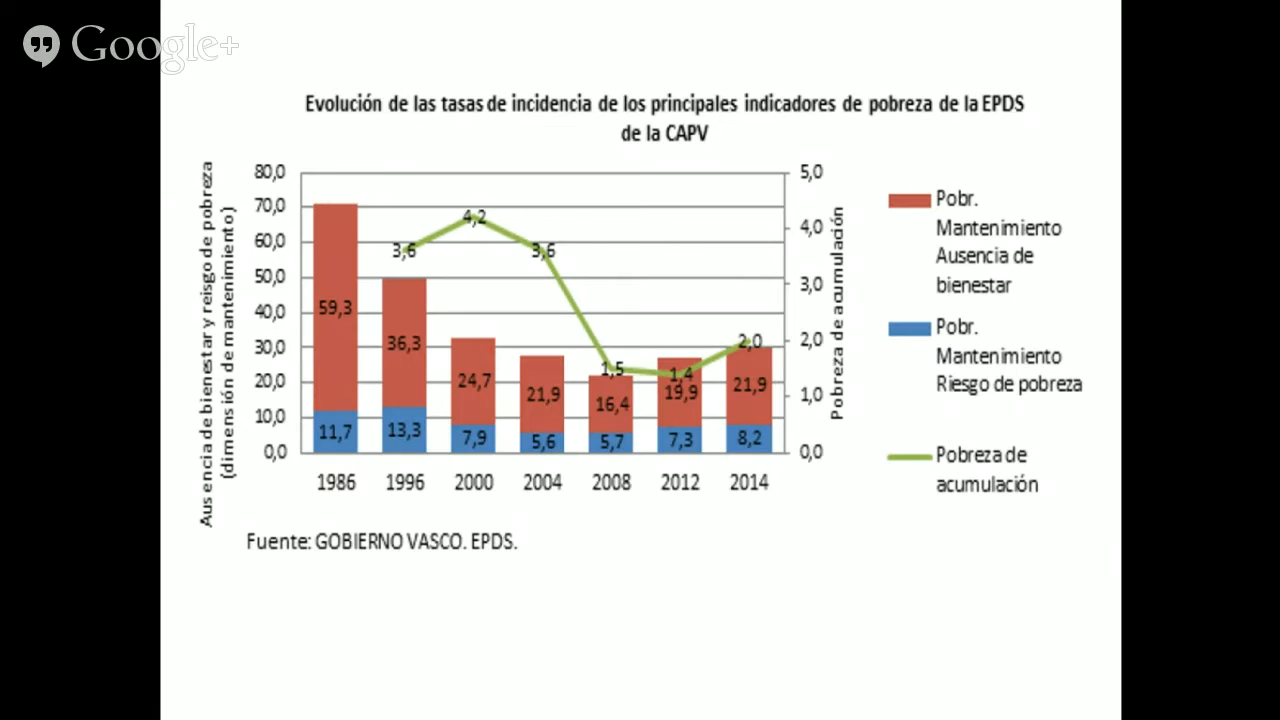 Google+
Evolución de las tasas de incidencia de los principales indicadores de pobreza de la EPDS
de la CAPV
Aus encia de bienestar y reisgo de pobreza
(dimensión de mantenimiento)
80,0
70,0
60,0
50,0
40,0
30,0
20,0
10,0
0,0
59,3
36,3
24,7
21,9
16,4
19,9
21,9
11,7
13,3
7,9
5,6
5,7
7,3
8,2
3,6
4,2
3,6
1,5
1,4
2,0
1986
1996
2000
2004
2008
2012
2014
5,0
4,0
3,0
2,0
1,0
0,0
Pobreza de acumulación
Pobr.
Mantenimiento
Ausencia de
bienestar
Pobr.
Mantenimiento
Riesgo de pobreza
Pobreza de
acumulación
Fuente: GOBIERNO VASCO. EPDS.